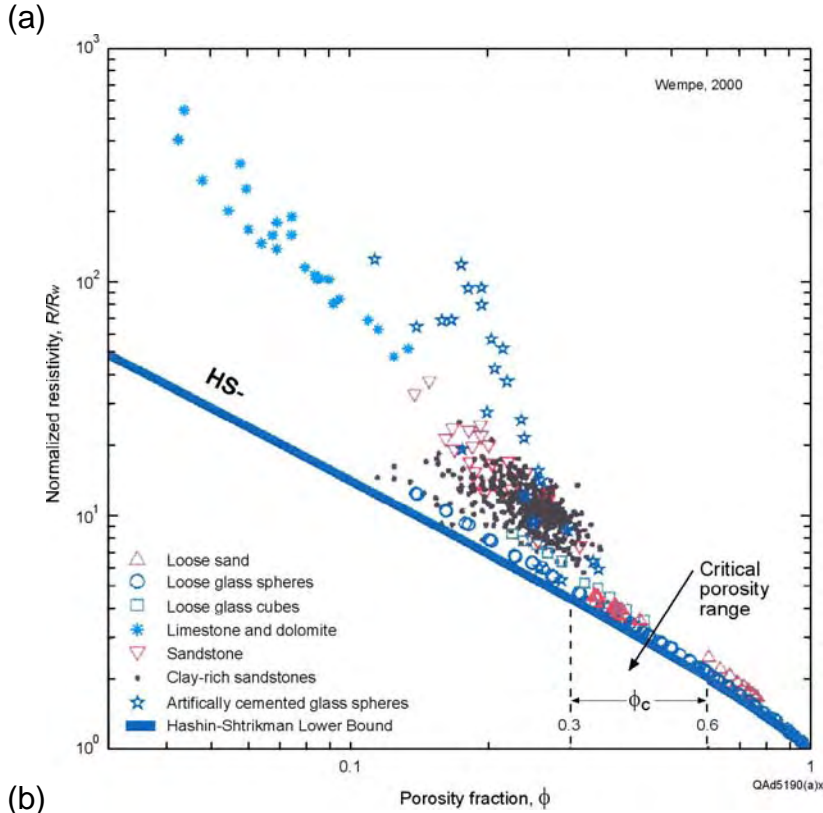 (a)
10³
Wempe, 2000
10²
Normalized resistivity, R/Rw
HS-
10¹
Loose sand
Loose glass spheres
Loose glass cubes
Limestone and dolomite
Sandstone
Clay-rich sandstones
Artifically cemented glass spheres
Hashin-Shtrikman Lower Bound
Critical
porosity
range
ϕc
0.3
0.6
10⁰
0.1
1
Porosity fraction, ϕ
QAd5190(a)x
(b)